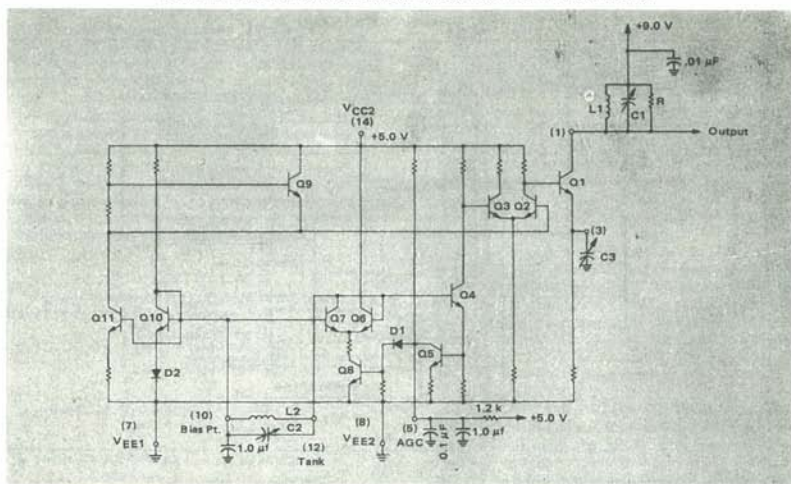 +9.0 V
.01 µF
L1
C1
R
(1)
Output
VCC2
(14)
+5.0 V
Q9
Q3
Q2
Q1
(3)
C3
Q11
Q10
Q7
Q6
Q4
D1
Q5
Q8
D2
(7)
VEE1
(10)
Bias Pt.
L2
C2
1.0 µf
(12)
Tank
(8)
VEE2
(5)
AGC
0.1 µF
1.0 µf
1.2 k
+5.0 V